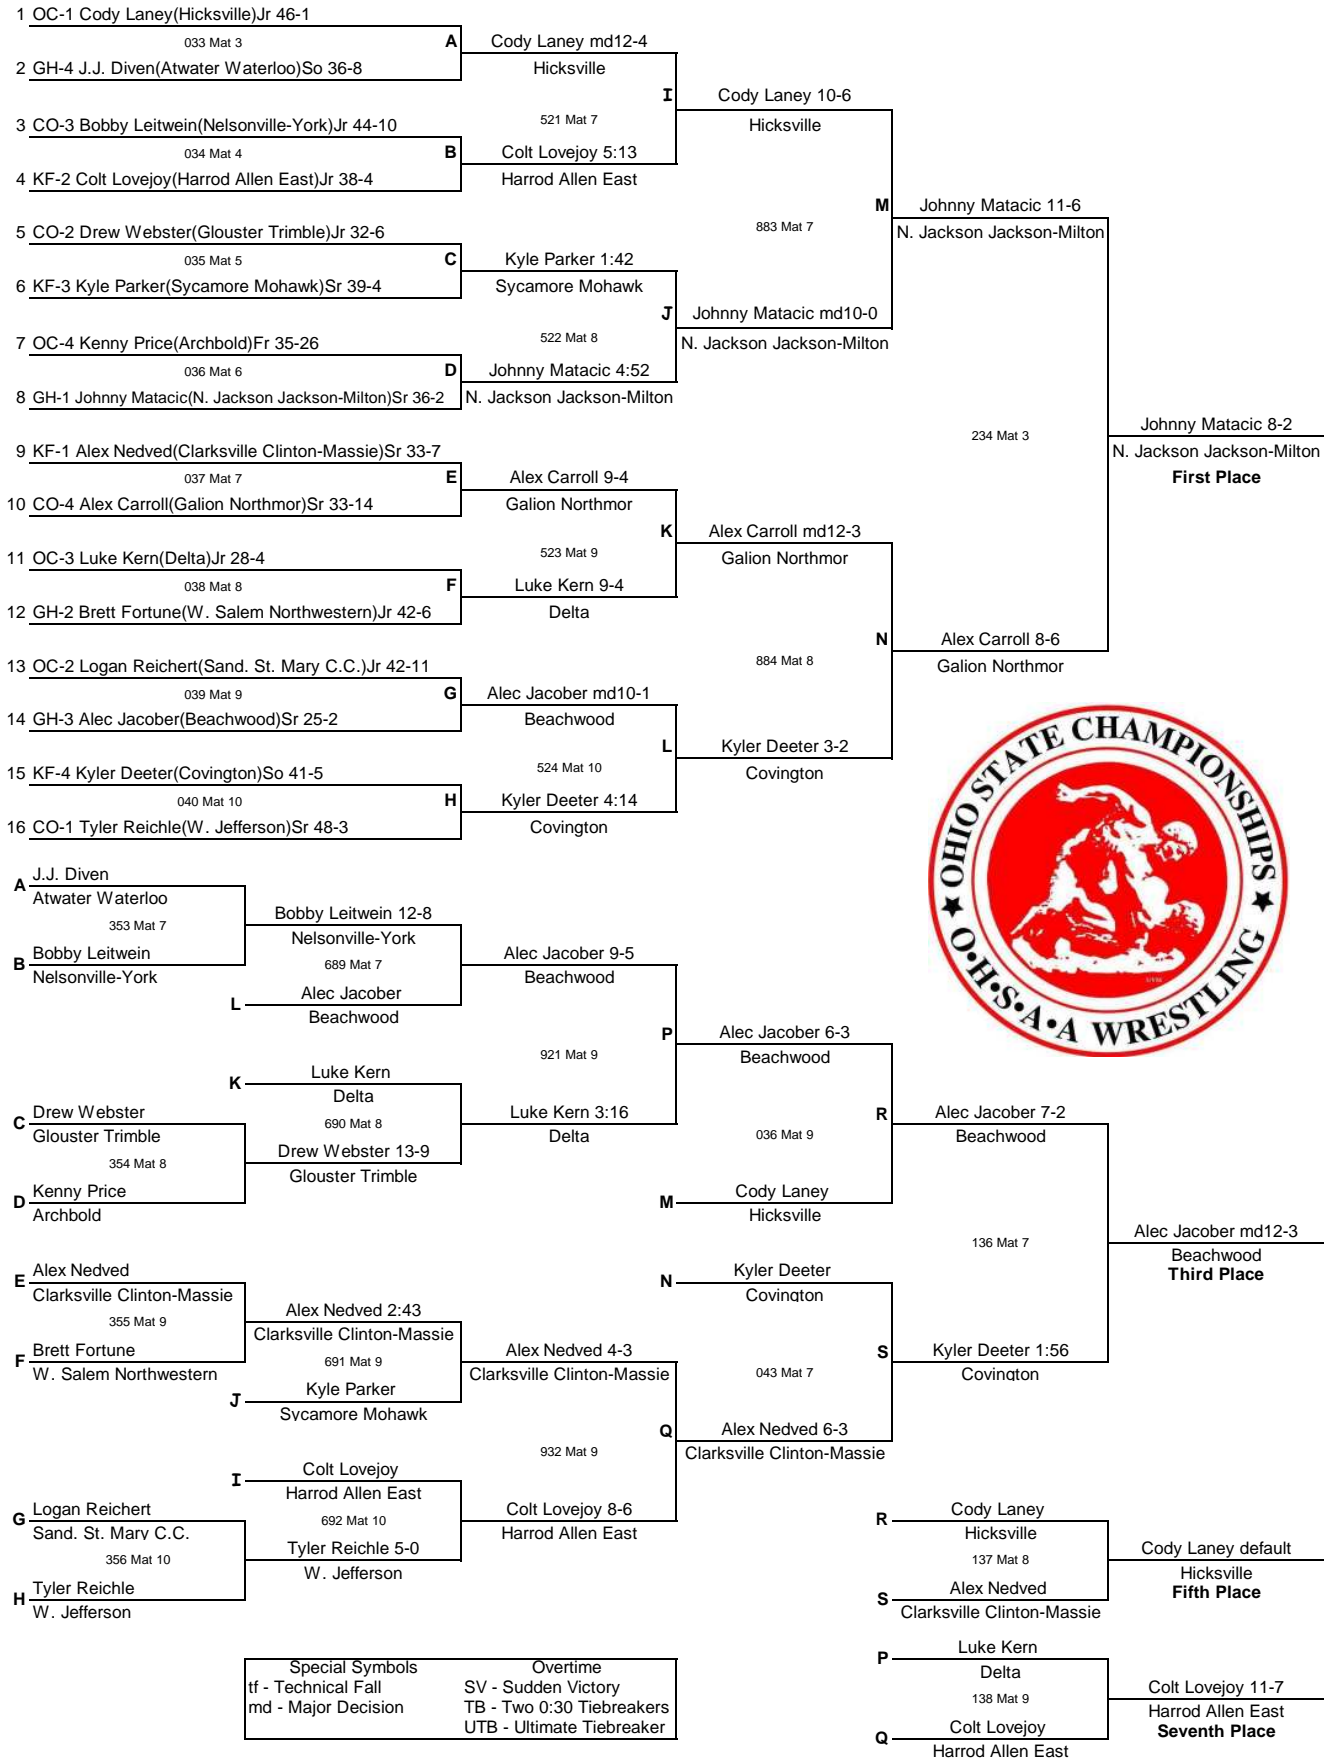 1 OC-1 Cody Laney(Hicksville)Jr 46-1
033 Mat 3
A
2 GH-4 J.J. Diven(Atwater Waterloo)So 36-8
Cody Laney md12-4
Hicksville
521 Mat 7
I
3 CO-3 Bobby Leitwein(Nelsonville-York)Jr 44-10
034 Mat 4
B
4 KF-2 Colt Lovejoy(Harrod Allen East)Jr 38-4
Colt Lovejoy 5:13
Harrod Allen East
Cody Laney 10-6
Hicksville
883 Mat 7
M
5 CO-2 Drew Webster(Glouster Trimble)Jr 32-6
035 Mat 5
C
6 KF-3 Kyle Parker(Sycamore Mohawk)Sr 39-4
Kyle Parker 1:42
Sycamore Mohawk
522 Mat 8
J
7 OC-4 Kenny Price(Archbold)Fr 35-26
036 Mat 6
D
8 GH-1 Johnny Matacic(N. Jackson Jackson-Milton)Sr 36-2
Johnny Matacic 4:52
N. Jackson Jackson-Milton
Johnny Matacic md10-0
N. Jackson Jackson-Milton
Johnny Matacic 11-6
N. Jackson Jackson-Milton
234 Mat 3
Johnny Matacic 8-2
N. Jackson Jackson-Milton
First Place
9 KF-1 Alex Nedved(Clarksville Clinton-Massie)Sr 33-7
037 Mat 7
E
10 CO-4 Alex Carroll(Galion Northmor)Sr 33-14
Alex Carroll 9-4
Galion Northmor
523 Mat 9
K
11 OC-3 Luke Kern(Delta)Jr 28-4
038 Mat 8
F
12 GH-2 Brett Fortune(W. Salem Northwestern)Jr 42-6
Luke Kern 9-4
Delta
Alex Carroll md12-3
Galion Northmor
884 Mat 8
N
13 OC-2 Logan Reichert(Sand. St. Mary C.C.)Jr 42-11
039 Mat 9
G
14 GH-3 Alec Jacober(Beachwood)Sr 25-2
Alec Jacober md10-1
Beachwood
524 Mat 10
L
15 KF-4 Kyler Deeter(Covington)So 41-5
040 Mat 10
H
16 CO-1 Tyler Reichle(W. Jefferson)Sr 48-3
Kyler Deeter 4:14
Covington
Kyler Deeter 3-2
Covington
Alex Carroll 8-6
Galion Northmor
★ OHIO STATE CHAMPIONSHIPS ★
O•H•S•A•A WRESTLING
A J.J. Diven
Atwater Waterloo
353 Mat 7
B Bobby Leitwein
Nelsonville-York
Bobby Leitwein 12-8
Nelsonville-York
689 Mat 7
L Alec Jacober
Beachwood
Alec Jacober 9-5
Beachwood
921 Mat 9
P
K Luke Kern
Delta
690 Mat 8
C Drew Webster
Glouster Trimble
354 Mat 8
D Kenny Price
Archbold
Drew Webster 13-9
Glouster Trimble
Luke Kern 3:16
Delta
Alec Jacober 6-3
Beachwood
036 Mat 9
R
M Cody Laney
Hicksville
Alec Jacober 7-2
Beachwood
136 Mat 7
Alec Jacober md12-3
Beachwood
Third Place
E Alex Nedved
Clarksville Clinton-Massie
355 Mat 9
F Brett Fortune
W. Salem Northwestern
Alex Nedved 2:43
Clarksville Clinton-Massie
691 Mat 9
J Kyle Parker
Sycamore Mohawk
Alex Nedved 4-3
Clarksville Clinton-Massie
932 Mat 9
Q
I Colt Lovejoy
Harrod Allen East
692 Mat 10
G Logan Reichert
Sand. St. Mary C.C.
356 Mat 10
H Tyler Reichle
W. Jefferson
Tyler Reichle 5-0
W. Jefferson
Colt Lovejoy 8-6
Harrod Allen East
N Kyler Deeter
Covington
043 Mat 7
S
Alex Nedved 6-3
Clarksville Clinton-Massie
Kyler Deeter 1:56
Covington
R Cody Laney
Hicksville
137 Mat 8
S Alex Nedved
Clarksville Clinton-Massie
Cody Laney default
Hicksville
Fifth Place
P Luke Kern
Delta
138 Mat 9
Q Colt Lovejoy
Harrod Allen East
Colt Lovejoy 11-7
Harrod Allen East
Seventh Place
Special Symbols
tf - Technical Fall
md - Major Decision
Overtime
SV - Sudden Victory
TB - Two 0:30 Tiebreakers
UTB - Ultimate Tiebreaker